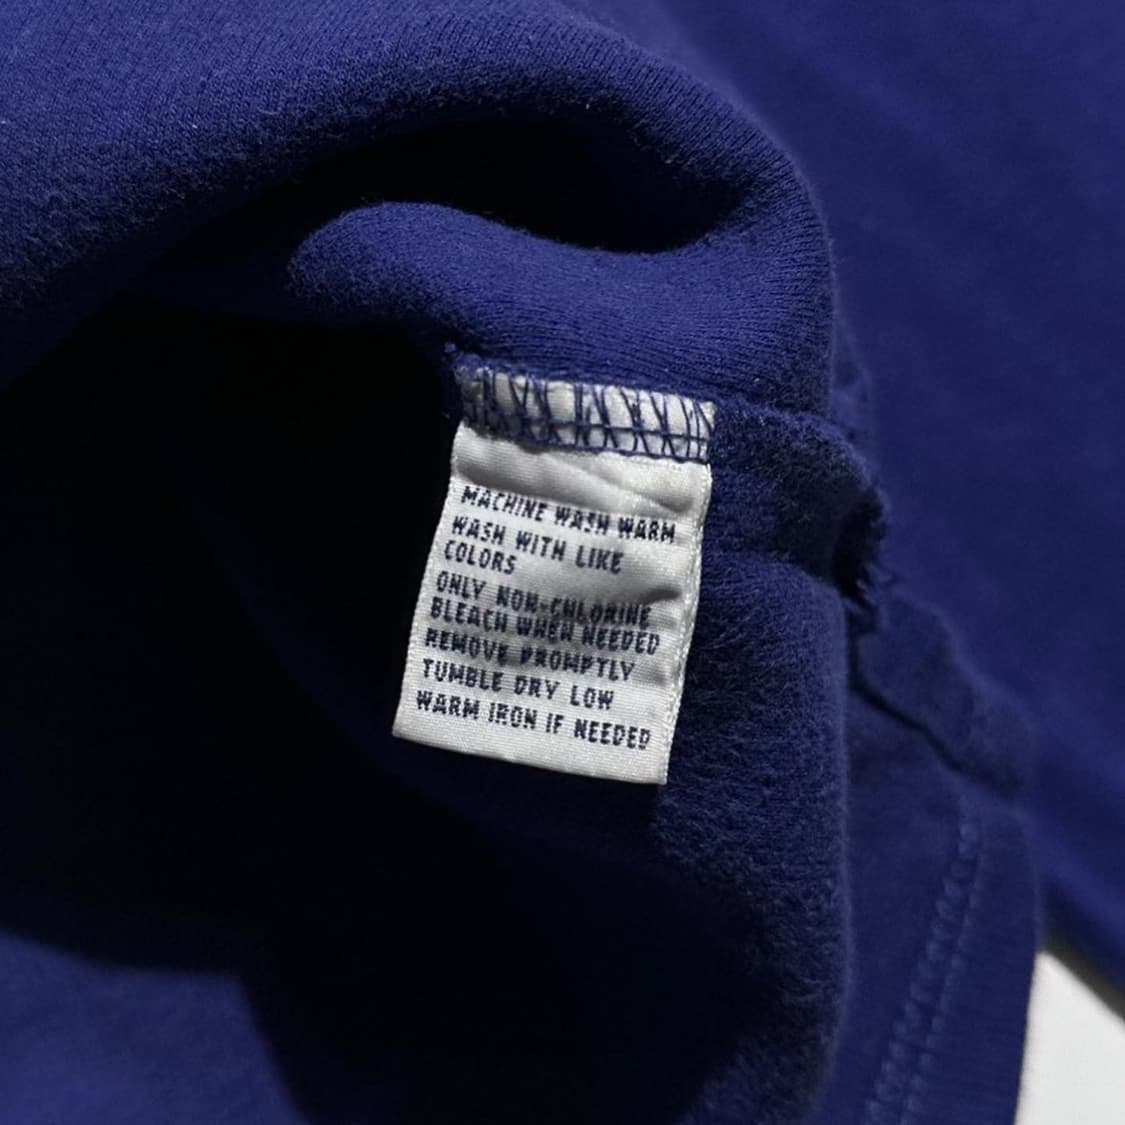 MACHINE WASH WARM
WASH WITH LIKE
COLORS
ONLY NON-CHLORINE
BLEACH WHEN NEEDED
REMOVE PROMPTLY
TUMBLE DRY LOW
WARM IRON IF NEEDED